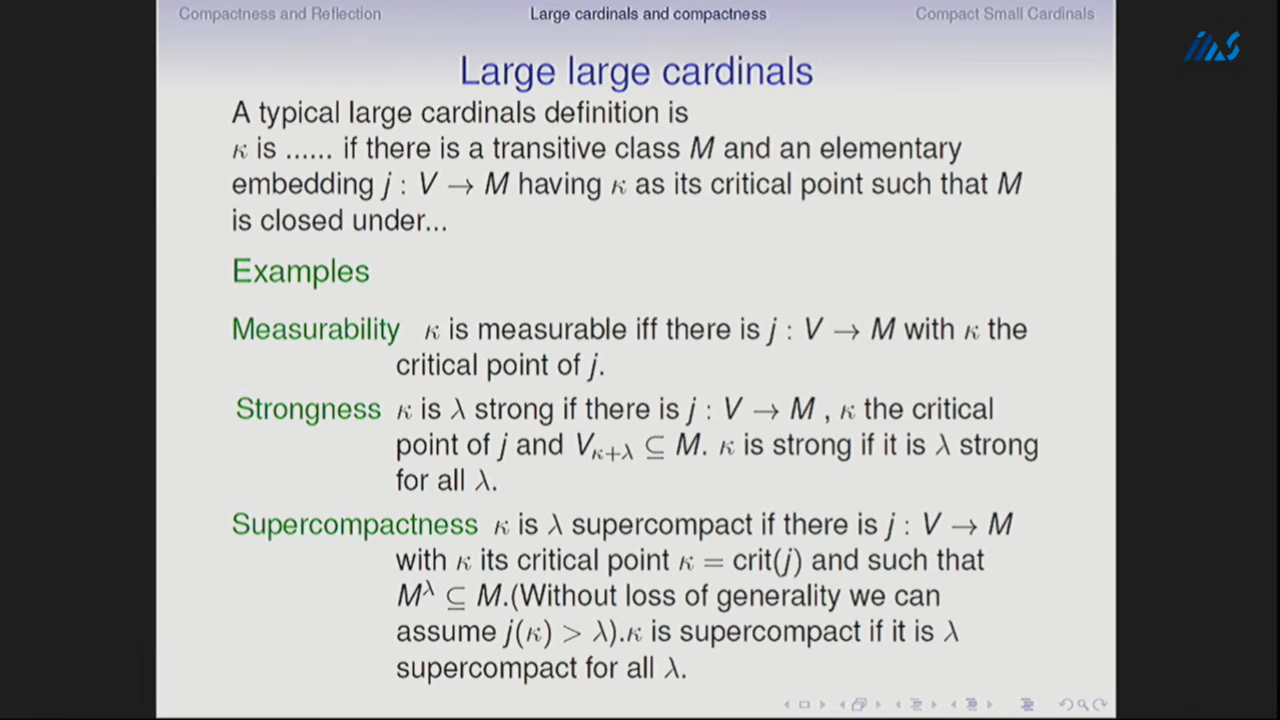 Compactness and Reflection Large cardinals and compactness Compact Small Cardinals
IMS
Large large cardinals
A typical large cardinals definition is
κ is ...... if there is a transitive class M and an elementary
embedding j : V → M having κ as its critical point such that M
is closed under...
Examples
Measurability κ is measurable iff there is j : V → M with κ the
critical point of j.
Strongness κ is λ strong if there is j : V → M , κ the critical
point of j and V_{κ+λ} ⊆ M. κ is strong if it is λ strong
for all λ.
Supercompactness κ is λ supercompact if there is j : V → M
with κ its critical point κ = crit(j) and such that
M^λ ⊆ M.(Without loss of generality we can
assume j(κ) > λ).κ is supercompact if it is λ
supercompact for all λ.